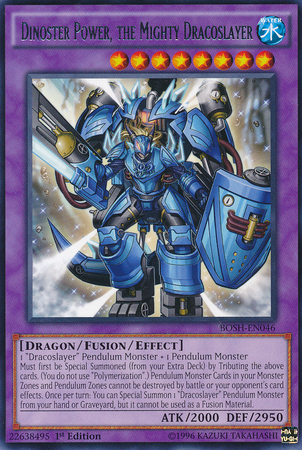 Dinoster Power, the Mighty Dracoslayer
WATER
水
BOSH-EN046
[Dragon/Fusion/Effect]
1 "Dracoslayer" Pendulum Monster + 1 Pendulum Monster
Must first be Special Summoned (from your Extra Deck) by Tributing the above
cards. (You do not use "Polymerization".) Pendulum Monster Cards in your Monster
Zones and Pendulum Zones cannot be destroyed by battle or your opponent's card
effects. Once per turn: You can Special Summon 1 "Dracoslayer" Pendulum Monster
from your hand or Graveyard, but it cannot be used as a Fusion Material.
ATK/2000 DEF/2950
22638495 1st Edition ©1996 KAZUKI TAKAHASHI